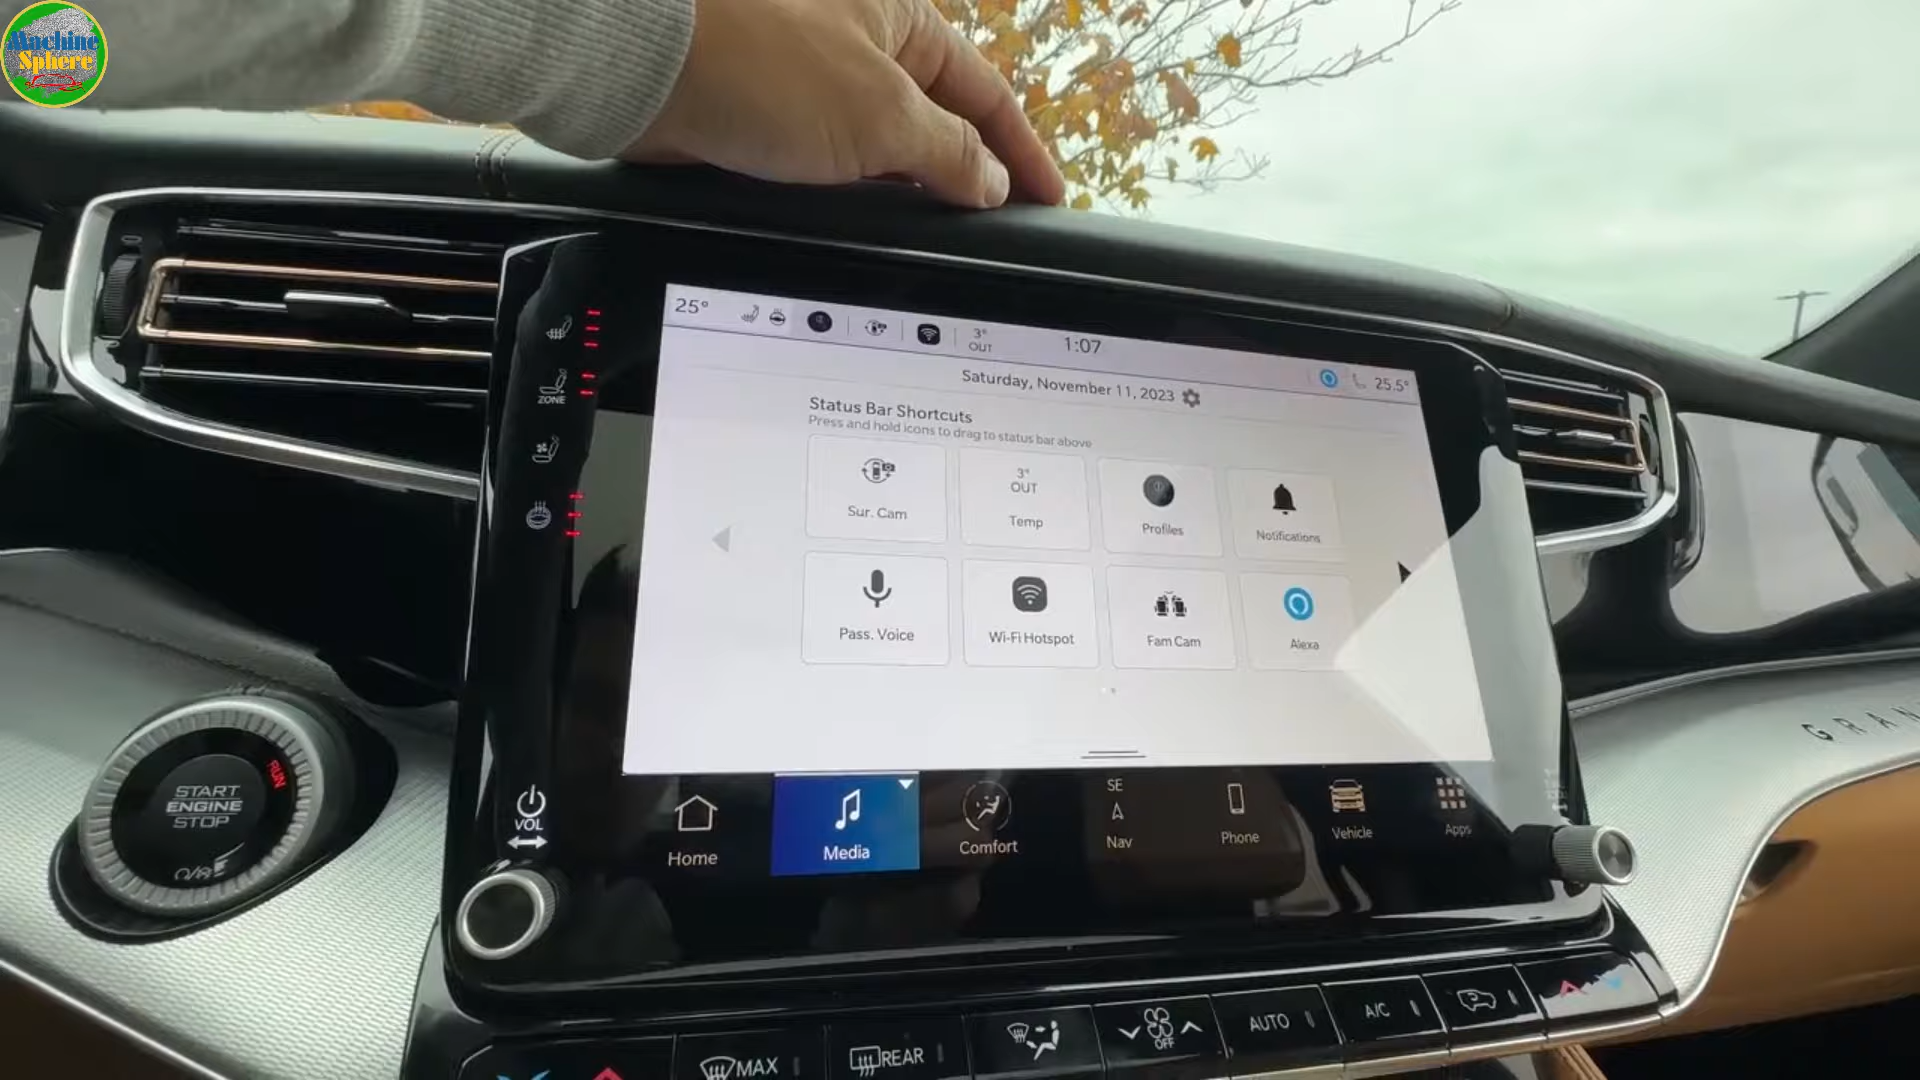 Machine
Sphere
25°
3°
OUT
1:07
25.5°
Saturday, November 11, 2023
Status Bar Shortcuts
Press and hold icons to drag to status bar above
Sur. Cam
3°
OUT
Temp
Profiles
Notifications
Pass. Voice
Wi-Fi Hotspot
Fam Cam
Alexa
ZONE
START
ENGINE
STOP
RUN
VOL
Home
Media
Comfort
SE
Nav
Phone
Vehicle
Apps
MAX
REAR
OFF
AUTO
A/C